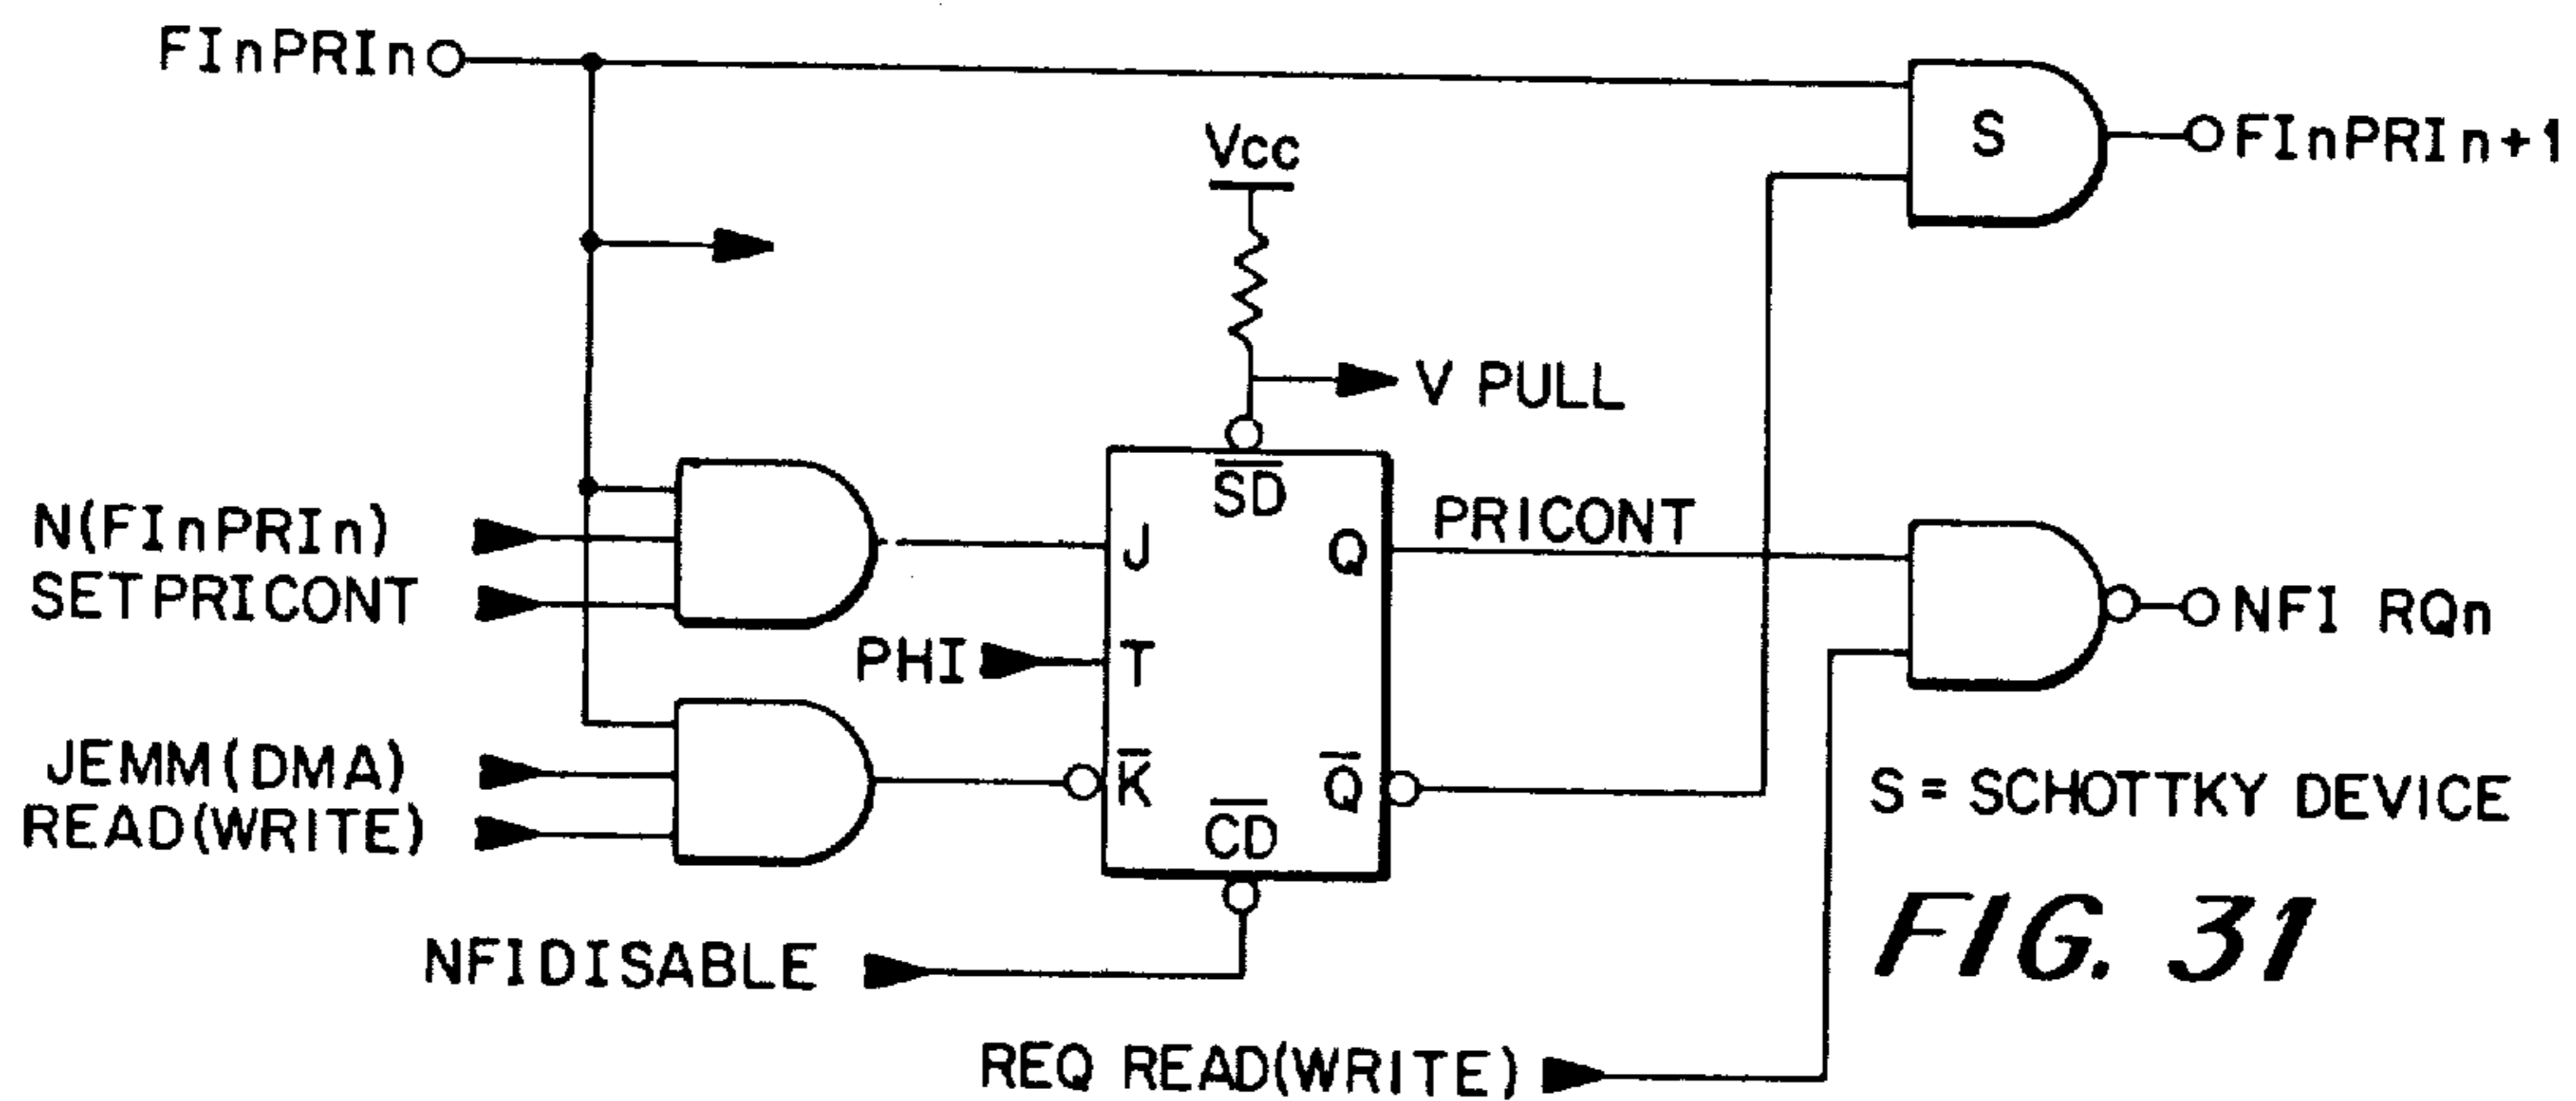 FInPRIn
S
FInPRIn+1
Vcc
V PULL
N(FInPRIn)
SETPRICONT
SD
J
Q
PRICONT
PHI
T
NFI RQn
JEMM(DMA)
READ(WRITE)
K
Q
CD
S = SCHOTTKY DEVICE
NFIDISABLE
FIG. 31
REQ READ(WRITE)